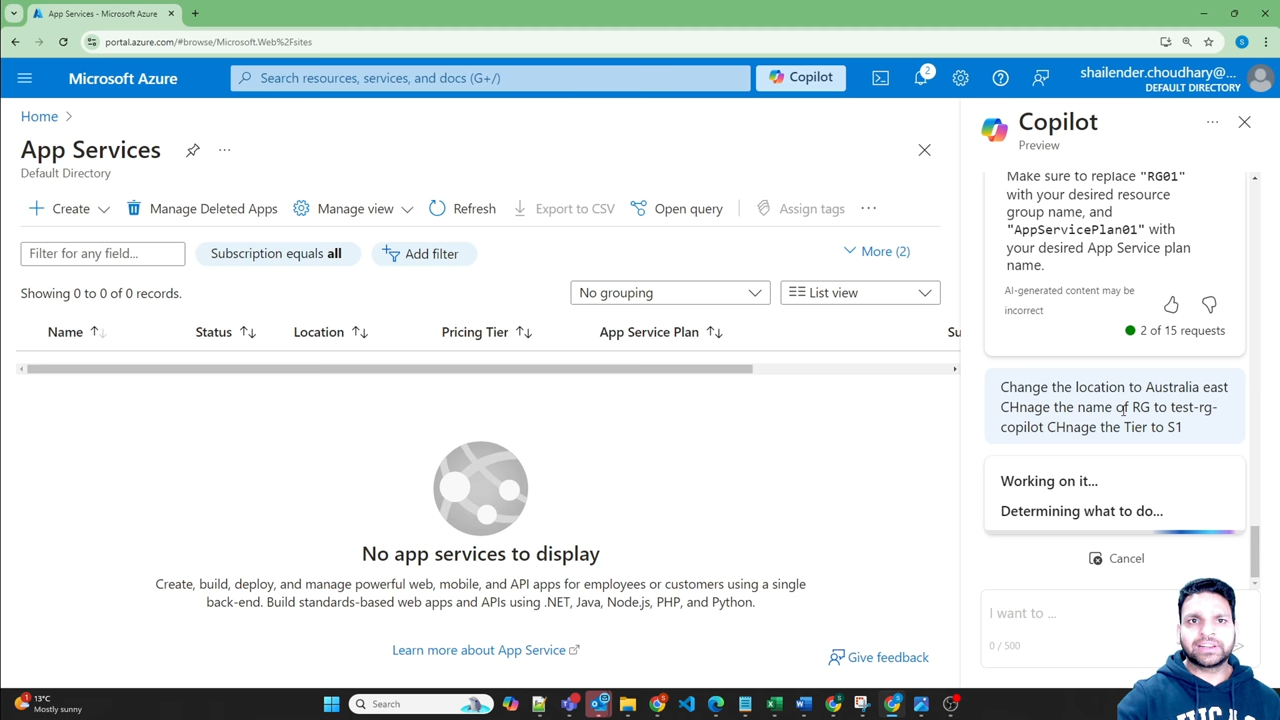 App Services - Microsoft Azure
portal.azure.com/#browse/Microsoft.Web%2Fsites
S
Microsoft Azure
Search resources, services, and docs (G+/)
Copilot
2
shailender.choudhary@...
DEFAULT DIRECTORY
Home
App Services
Default Directory
Create
Manage Deleted Apps
Manage view
Refresh
Export to CSV
Open query
Assign tags
Filter for any field...
Subscription equals all
Add filter
More (2)
Showing 0 to 0 of 0 records.
No grouping
List view
Name
Status
Location
Pricing Tier
App Service Plan
Su
No app services to display
Create, build, deploy, and manage powerful web, mobile, and API apps for employees or customers using a single
back-end. Build standards-based web apps and APIs using .NET, Java, Node.js, PHP, and Python.
Learn more about App Service
Give feedback
Copilot
Preview
Make sure to replace "RG01"
with your desired resource
group name, and
"AppServicePlan01" with
your desired App Service plan
name.
AI-generated content may be
incorrect
2 of 15 requests
Change the location to Australia east
CHnage the name of RG to test-rg-
copilot CHnage the Tier to S1
Working on it...
Determining what to do...
Cancel
I want to ...
0 / 500
1
13°C
Mostly sunny
Search